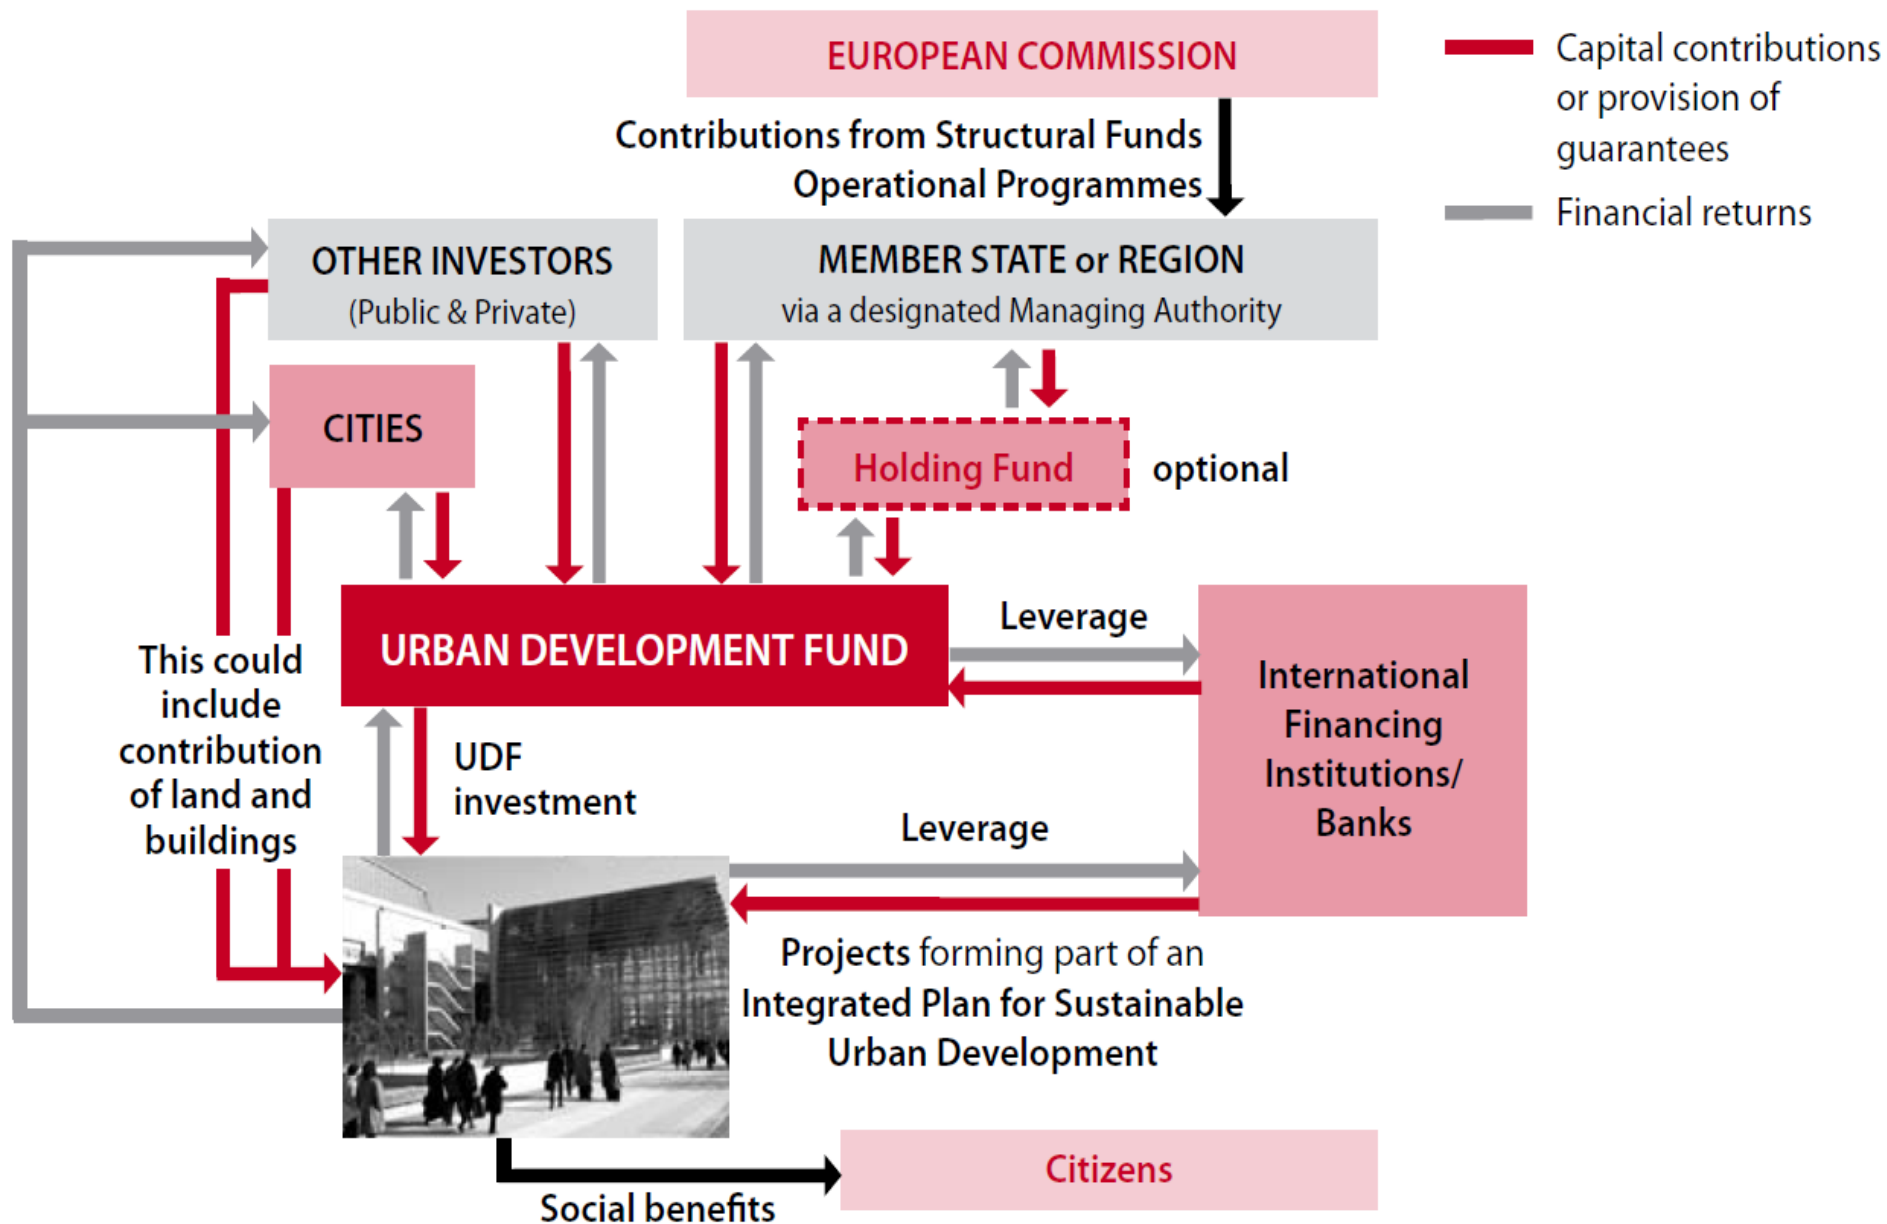 EUROPEAN COMMISSION
Capital contributions
or provision of
guarantees
Financial returns
Contributions from Structural Funds
Operational Programmes
OTHER INVESTORS
(Public & Private)
MEMBER STATE or REGION
via a designated Managing Authority
CITIES
Holding Fund
optional
URBAN DEVELOPMENT FUND
Leverage
International
Financing
Institutions/
Banks
This could
include
contribution
of land and
buildings
UDF
investment
Leverage
Projects forming part of an
Integrated Plan for Sustainable
Urban Development
Citizens
Social benefits